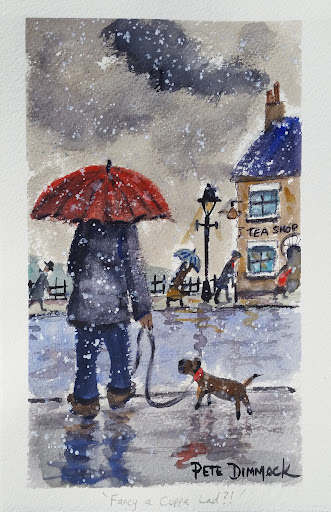 TEA SHOP
PETE DIMMOCK
'Fancy a Cuppa Lad?!'